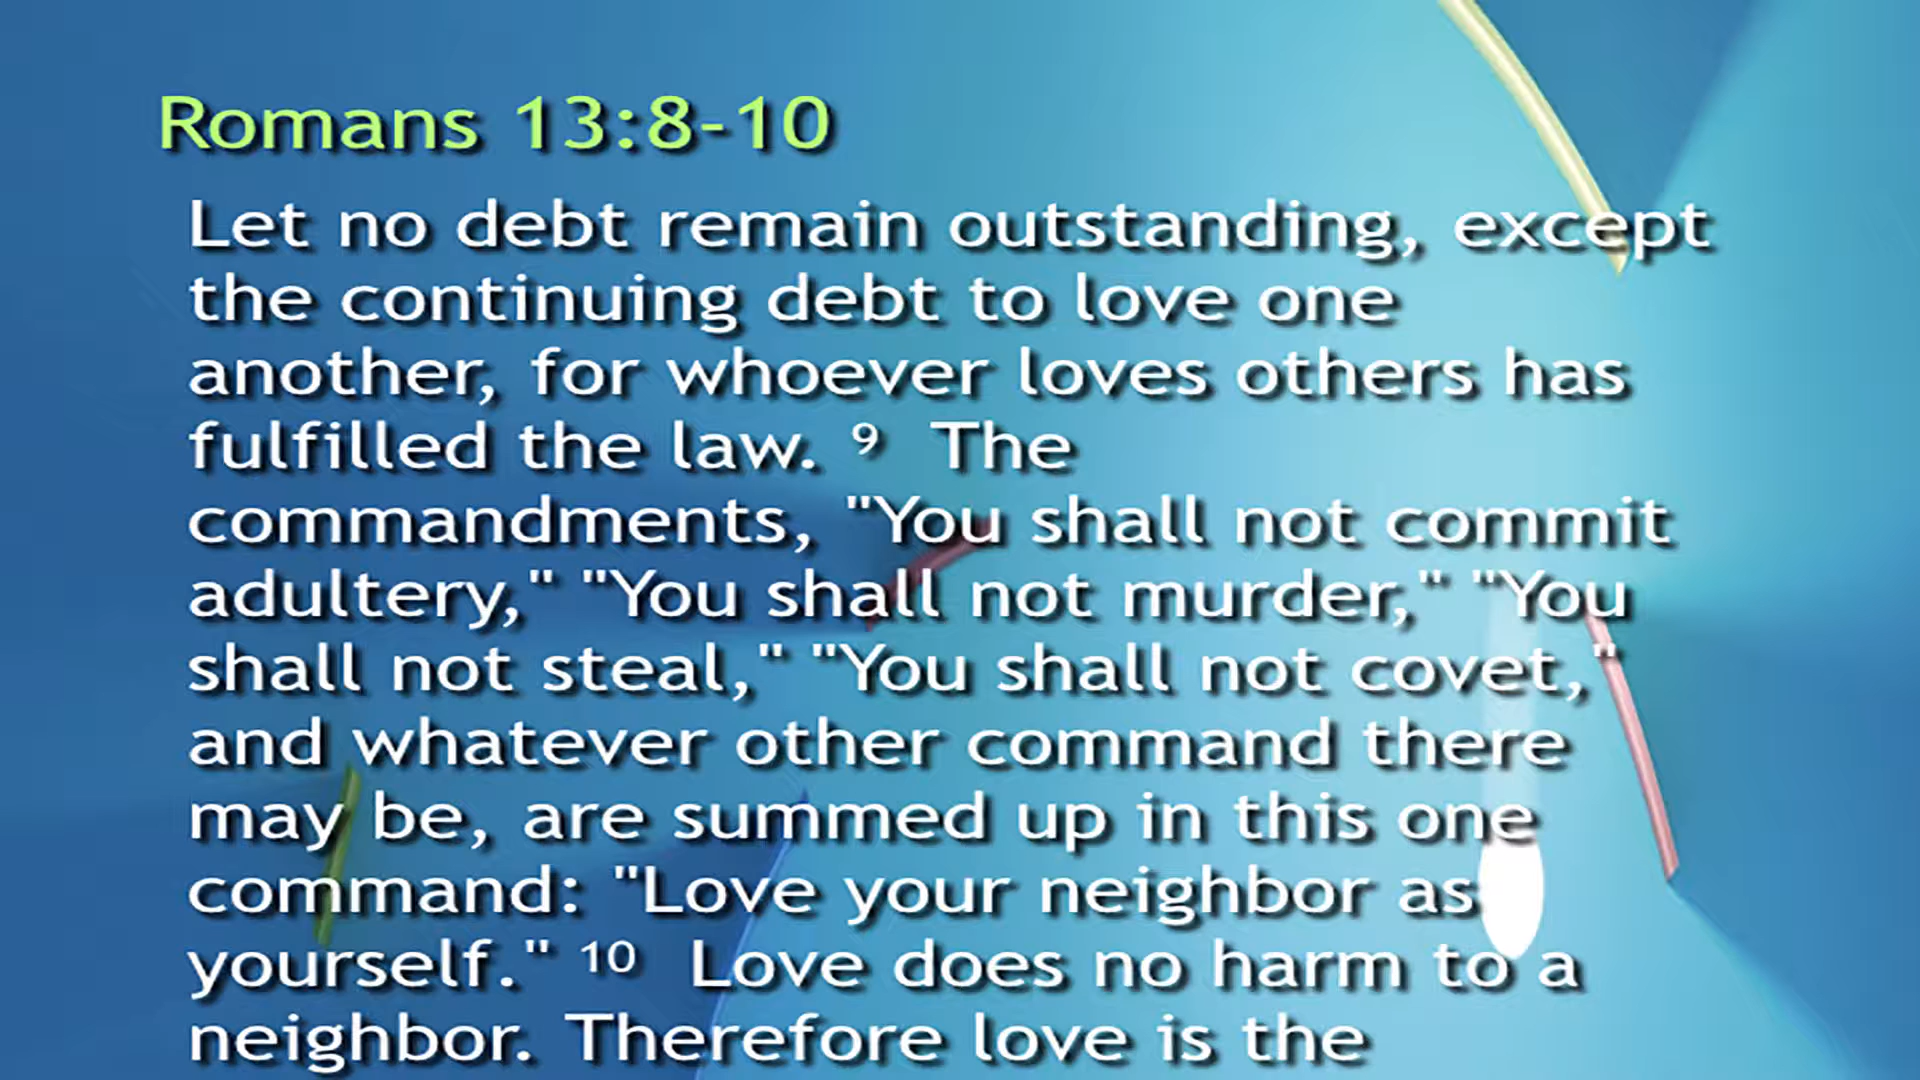 Romans 13:8-10
Let no debt remain outstanding, except
the continuing debt to love one
another, for whoever loves others has
fulfilled the law. ⁹ The
commandments, "You shall not commit
adultery," "You shall not murder," "You
shall not steal," "You shall not covet,"
and whatever other command there
may be, are summed up in this one
command: "Love your neighbor as
yourself." ¹⁰ Love does no harm to a
neighbor. Therefore love is the